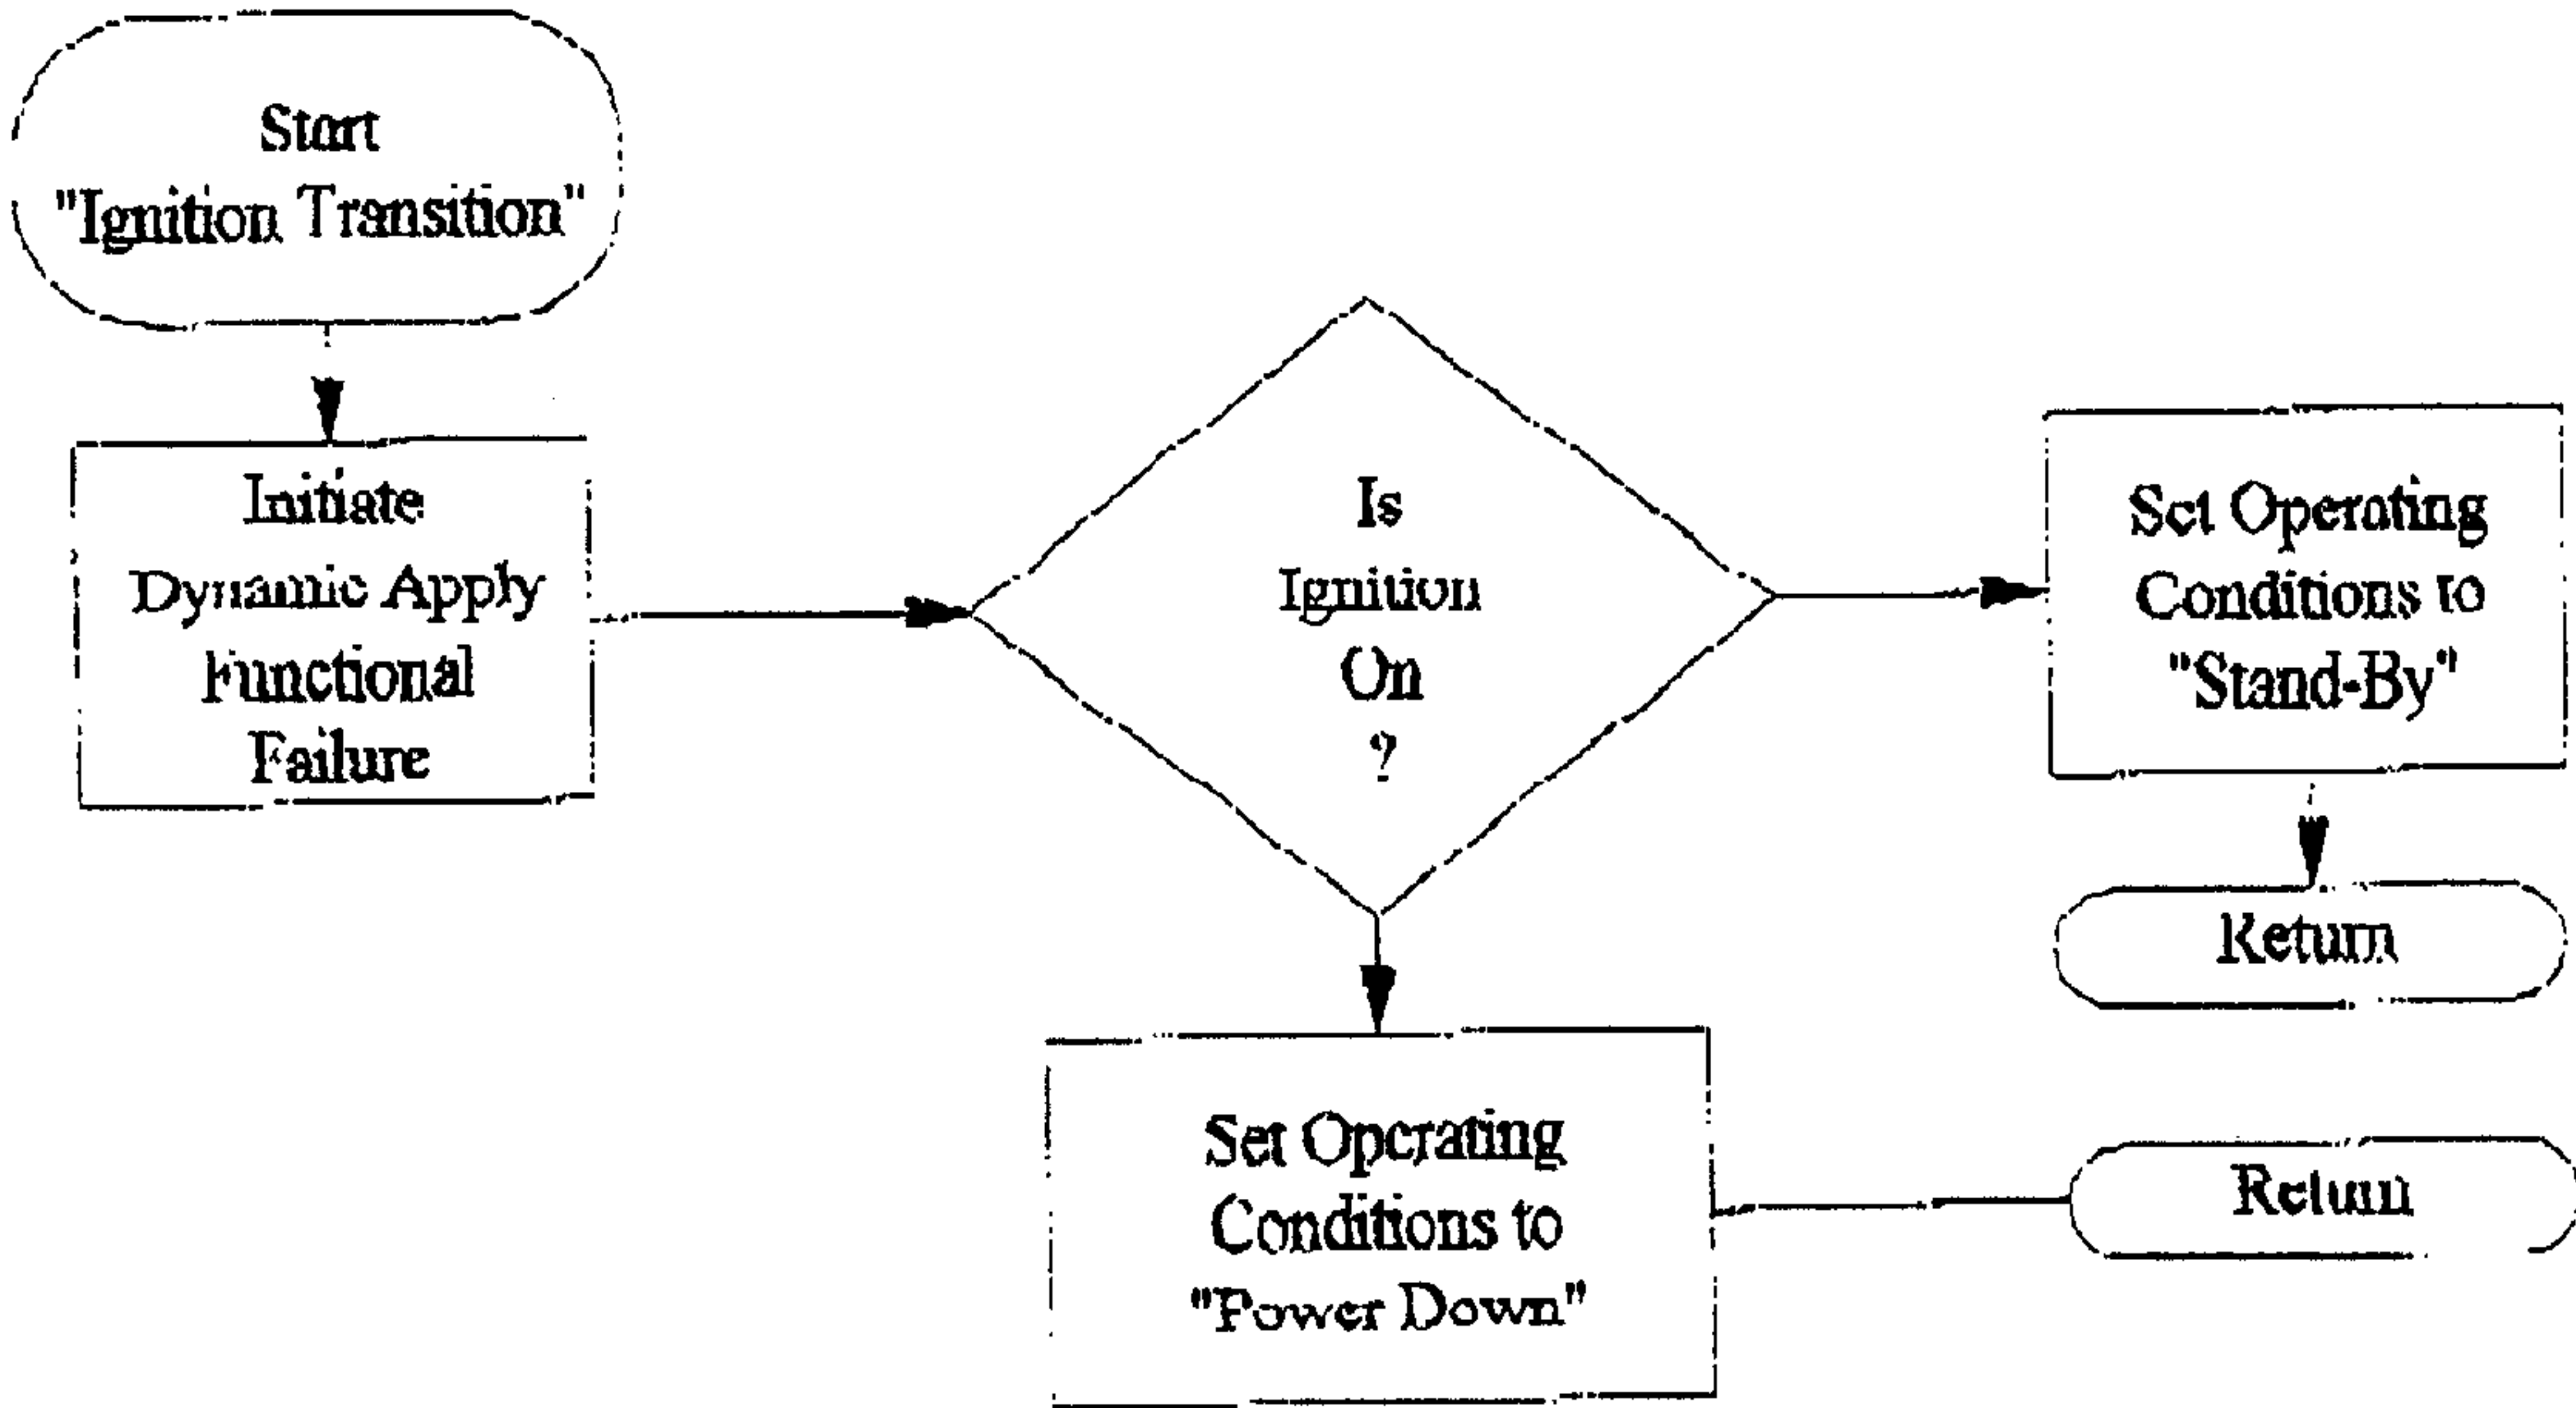 Start
"Ignition Transition"
Initiate
Dynamic Apply
Functional
Failure
Is
Ignition
On
?
Set Operating
Conditions to
"Stand-By"
Return
Set Operating
Conditions to
"Power Down"
Return